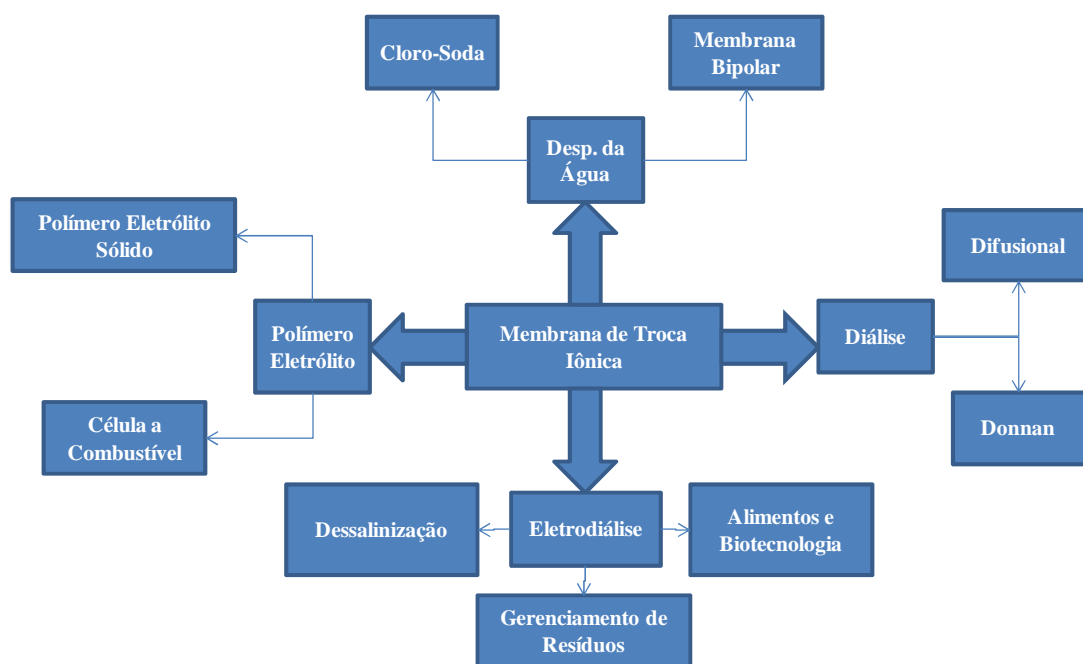 Cloro-Soda
Membrana
Bipolar
Desp. da
Água
Polímero Eletrólito
Sólido
Difusional
Polímero
Eletrólito
Membrana de Troca
Iônica
Diálise
Célula a
Combustível
Donnan
Dessalinização
Eletrodiálise
Alimentos e
Biotecnologia
Gerenciamento de
Resíduos